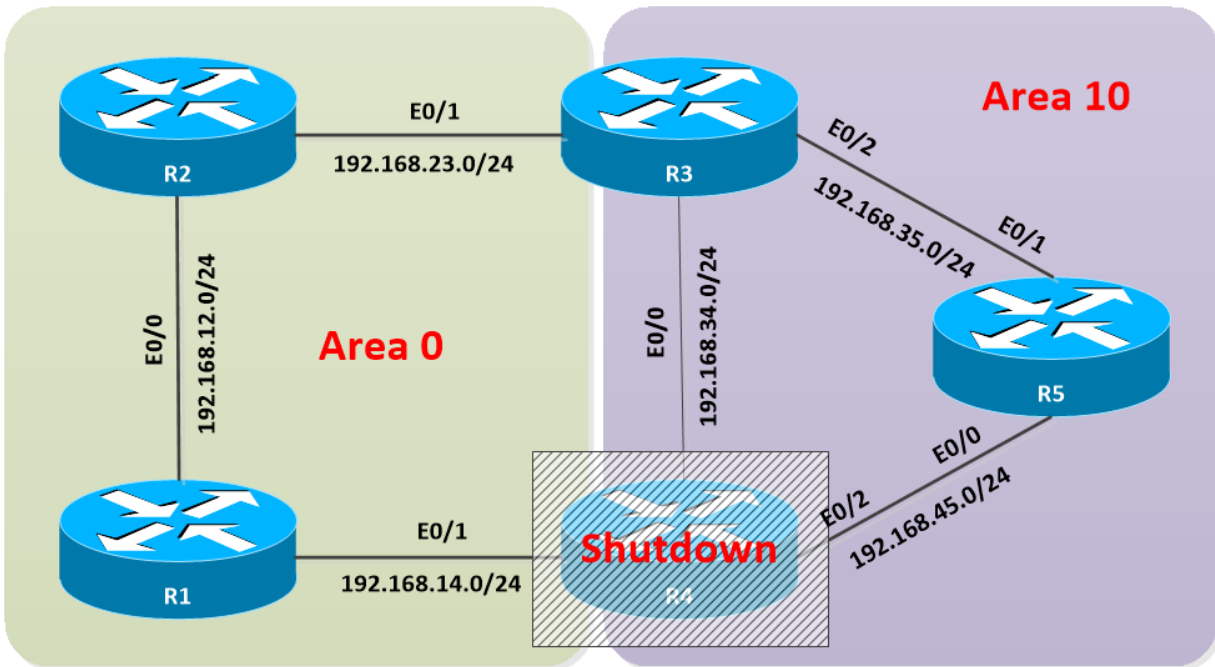 Area 10
E0/1
R2
192.168.23.0/24
R3
E0/2
192.168.35.0/24
E0/1
E0/0
192.168.12.0/24
Area 0
E0/0
192.168.34.0/24
R5
E0/0
E0/2
192.168.45.0/24
E0/1
Shutdown
R1
192.168.14.0/24
R4